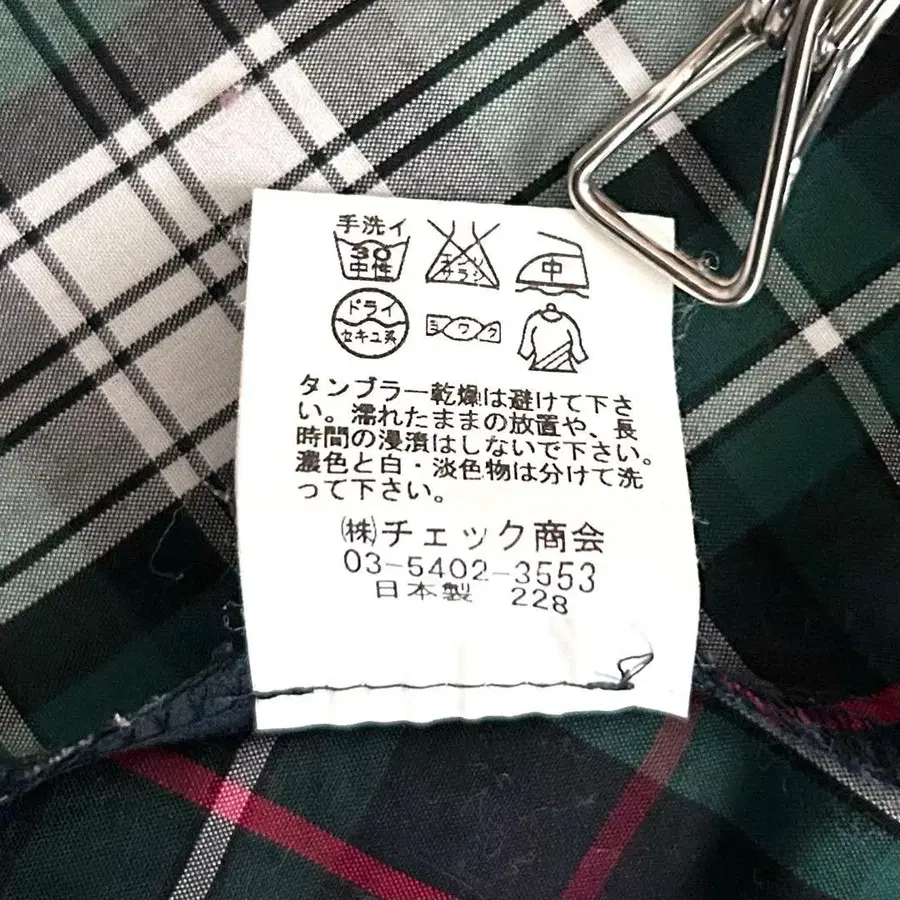 手洗イ
30
中性
エンソ
サラシ
中
ドライ
セキユ系
ヨワク
タンブラー乾燥は避けて下さ
い。濡れたままの放置や、長
時間の浸漬はしないで下さい。
濃色と白・淡色物は分けて洗
って下さい。
㈱チェック商会
03-5402-3553
日本製 228